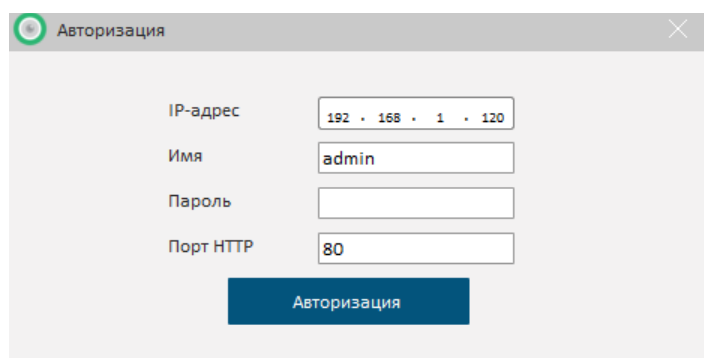 Авторизация
IP-адрес 192 . 168 . 1 . 120
Имя admin
Пароль
Порт HTTP 80
Авторизация